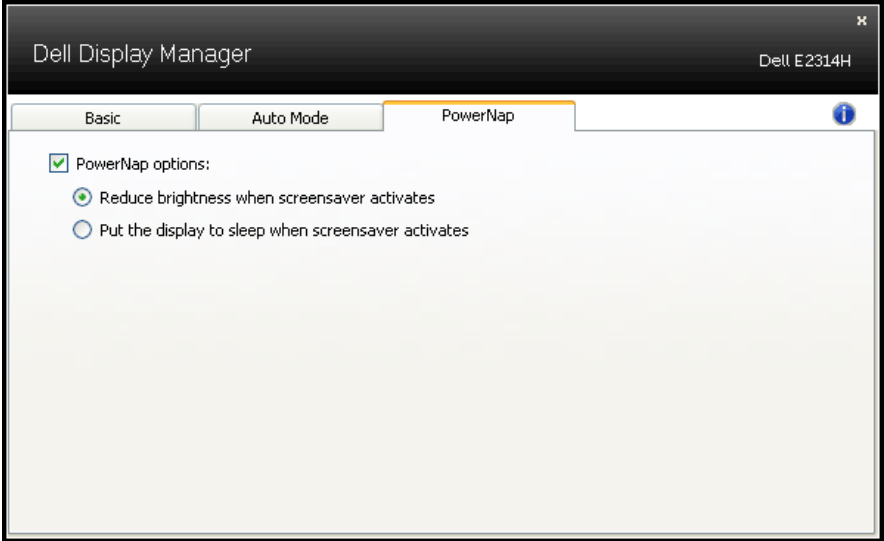 Dell Display Manager
Dell E2314H
Basic
Auto Mode
PowerNap
PowerNap options:
Reduce brightness when screensaver activates
Put the display to sleep when screensaver activates